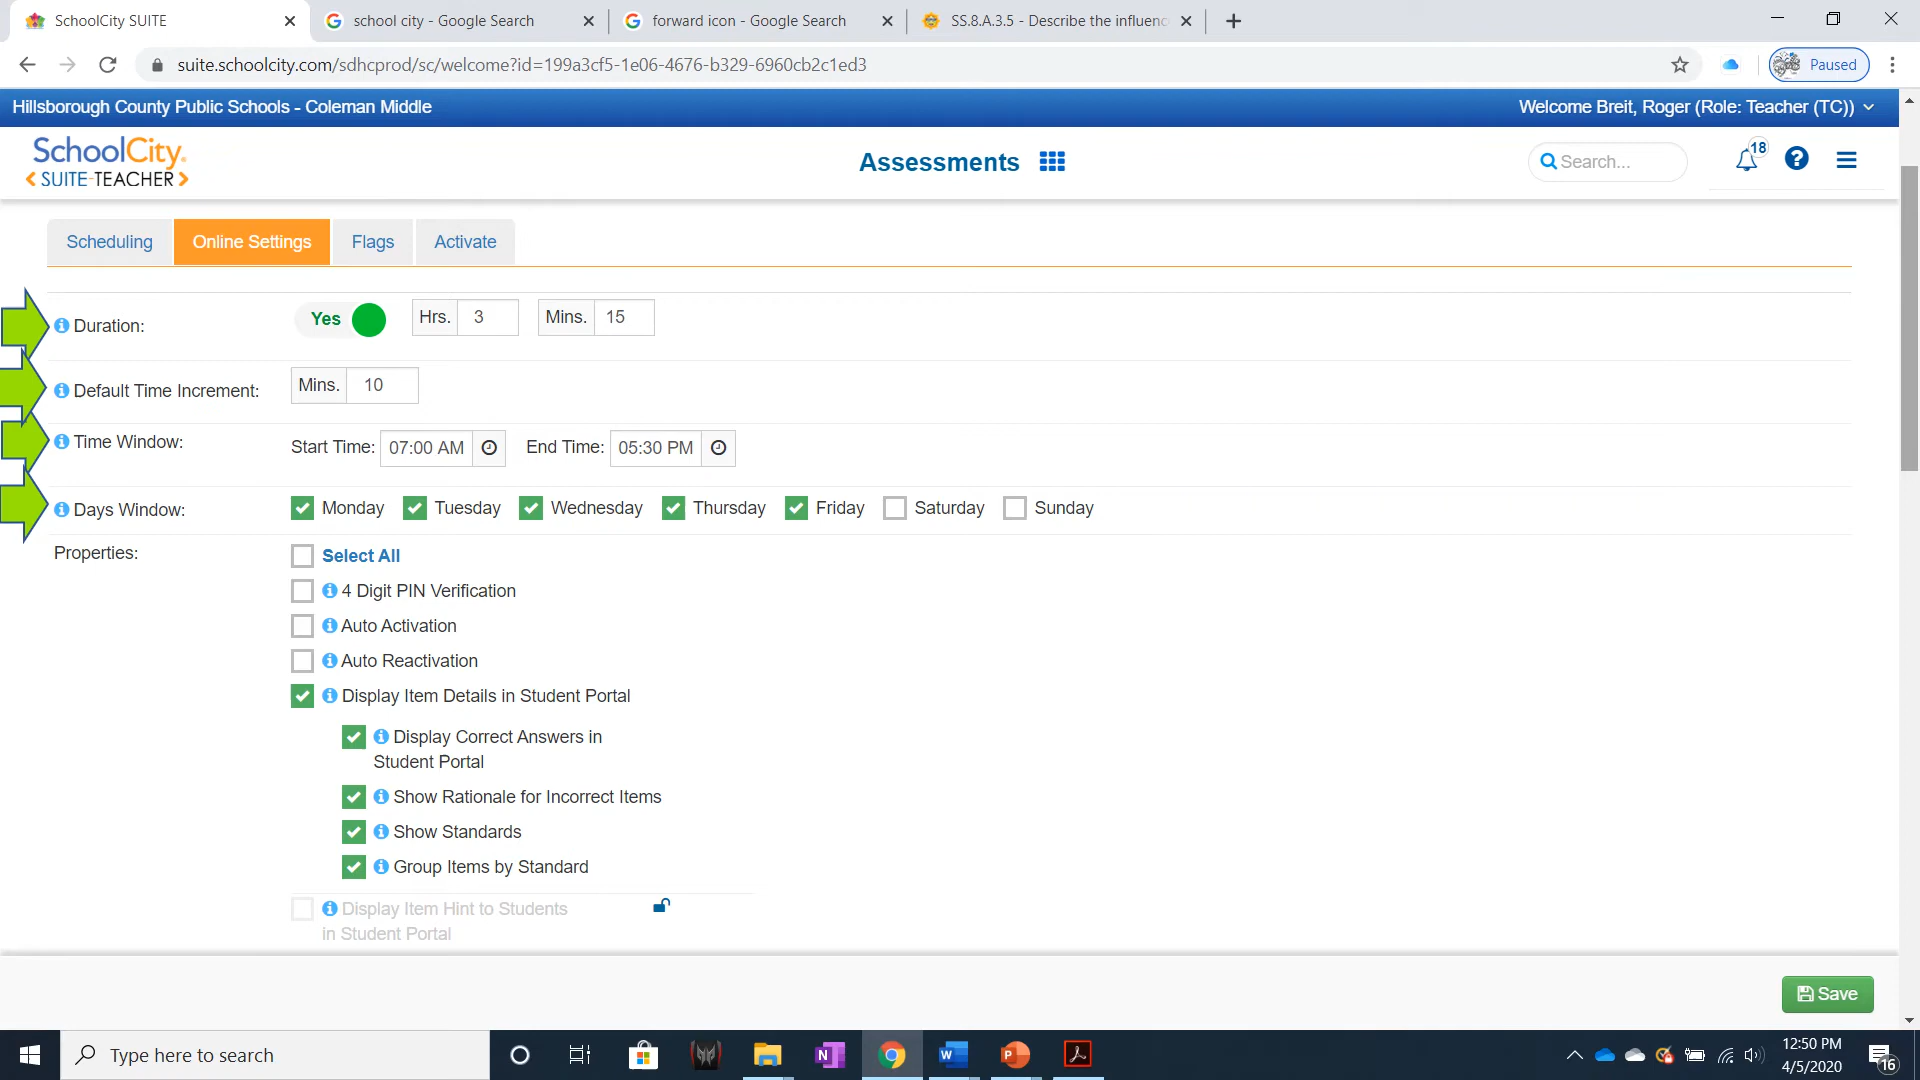 SchoolCity SUITE
school city - Google Search
forward icon - Google Search
SS.8.A.3.5 - Describe the influenc
suite.schoolcity.com/sdhcprod/sc/welcome?id=199a3cf5-1e06-4676-b329-6960cb2c1ed3
Paused
Hillsborough County Public Schools - Coleman Middle
Welcome Breit, Roger (Role: Teacher (TC))
SchoolCity
SUITE-TEACHER
Assessments
Search...
18
Scheduling
Online Settings
Flags
Activate
Duration:
Yes
Hrs. 3
Mins. 15
Default Time Increment:
Mins. 10
Time Window:
Start Time: 07:00 AM
End Time: 05:30 PM
Days Window:
Monday
Tuesday
Wednesday
Thursday
Friday
Saturday
Sunday
Properties:
Select All
4 Digit PIN Verification
Auto Activation
Auto Reactivation
Display Item Details in Student Portal
Display Correct Answers in
Student Portal
Show Rationale for Incorrect Items
Show Standards
Group Items by Standard
Display Item Hint to Students
in Student Portal
Save
Type here to search
12:50 PM
4/5/2020
16